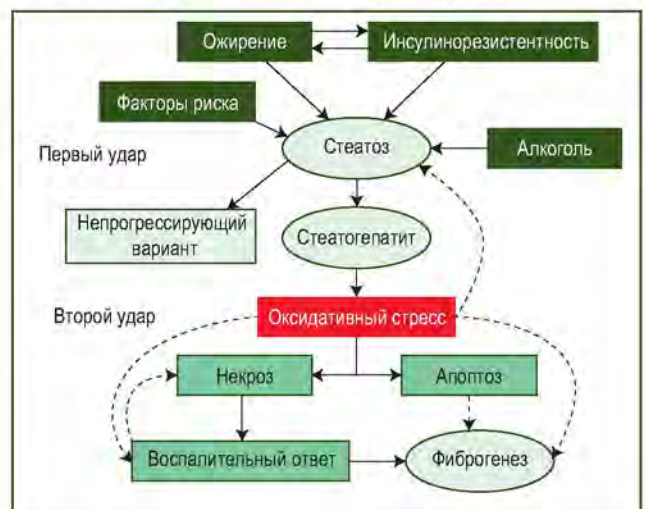 Ожирение
Инсулинорезистентность
Факторы риска
Первый удар
Стеатоз
Алкоголь
Непрогрессирующий
вариант
Стеатогепатит
Второй удар
Оксидативный стресс
Некроз
Апоптоз
Воспалительный ответ
Фиброгенез